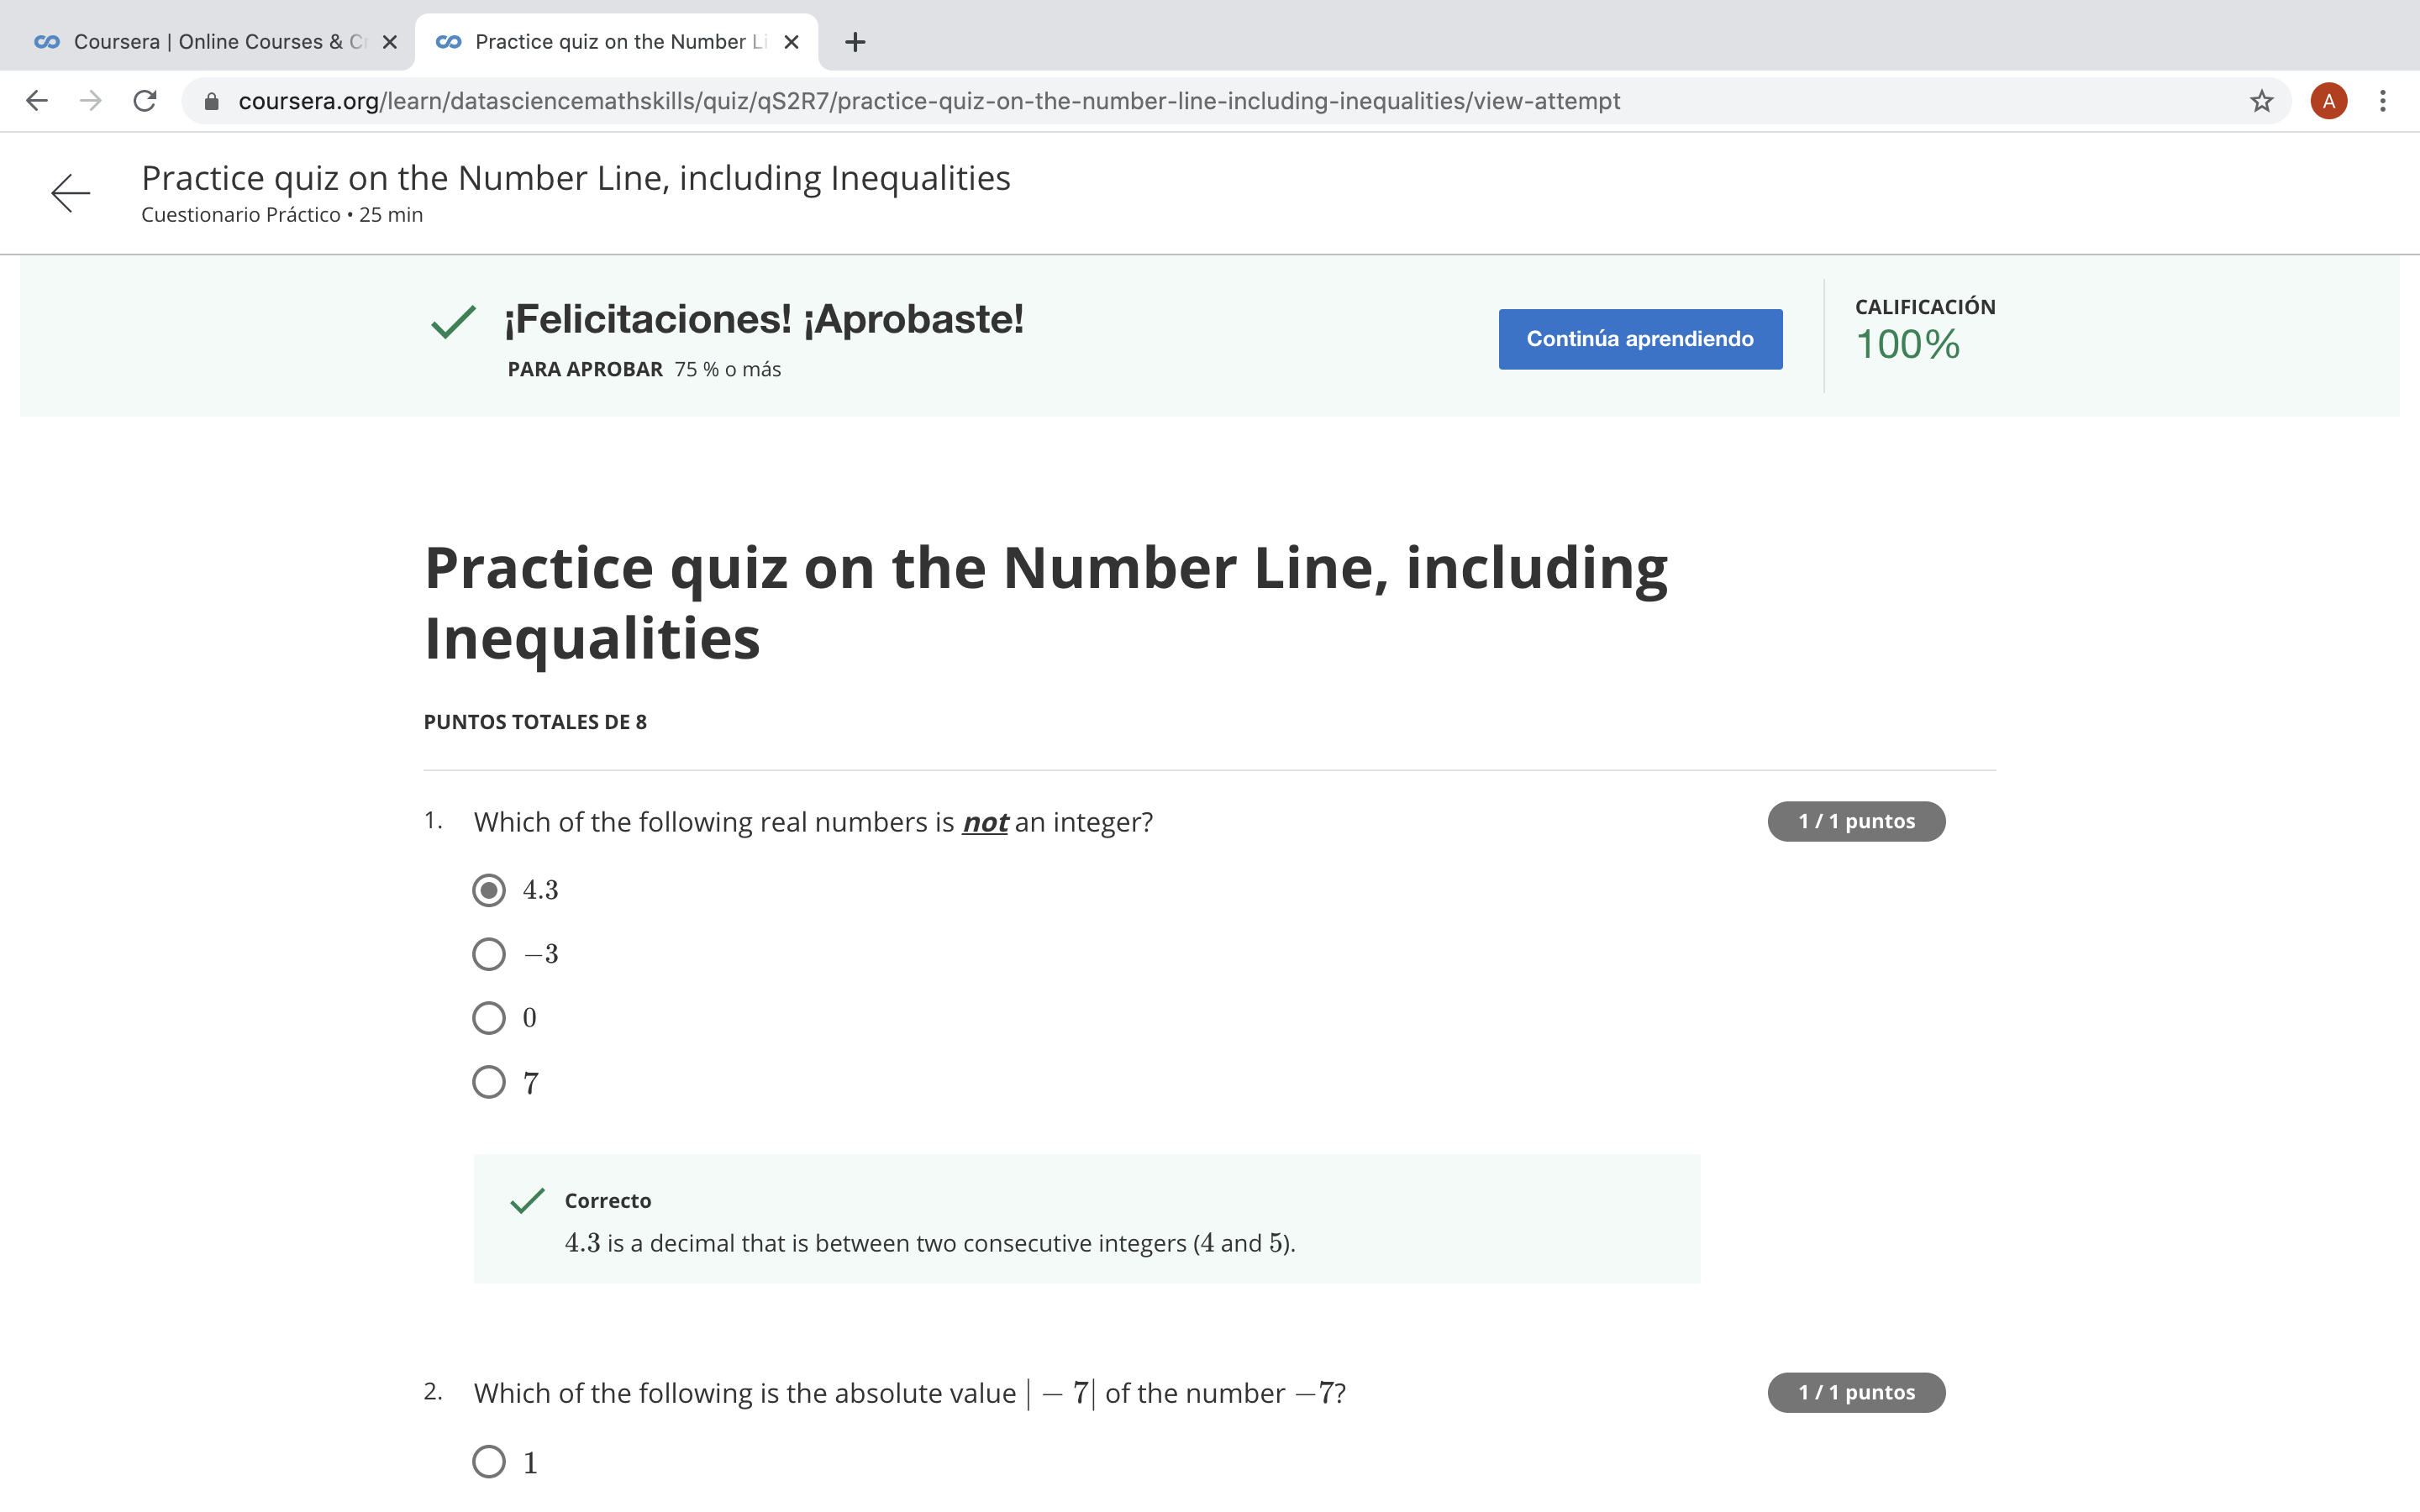 Coursera | Online Courses &
Practice quiz on the Number Li
coursera.org/learn/datasciencemathskills/quiz/qS2R7/practice-quiz-on-the-number-line-including-inequalities/view-attempt
A
Practice quiz on the Number Line, including Inequalities
Cuestionario Práctico • 25 min
¡Felicitaciones! ¡Aprobaste!
PARA APROBAR 75 % o más
Continúa aprendiendo
CALIFICACIÓN
100%
Practice quiz on the Number Line, including
Inequalities
PUNTOS TOTALES DE 8
1. Which of the following real numbers is not an integer?
1 / 1 puntos
4.3
−3
0
7
Correcto
4.3 is a decimal that is between two consecutive integers (4 and 5).
2. Which of the following is the absolute value | − 7| of the number −7?
1 / 1 puntos
1